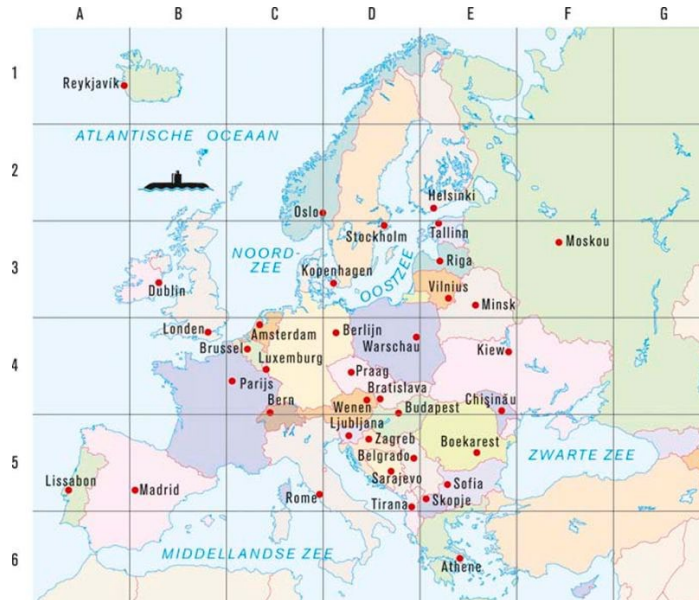 A B C D E F G
1
Reykjavík
ATLANTISCHE OCEAAN
2
Helsinki
Oslo
Stockholm
Tallinn
Moskou
3
NOORD-
ZEE
Riga
Kopenhagen
OOSTZEE
Dublin
Vilnius
Minsk
Londen
Amsterdam
Berlijn
Warschau
Brussel
Kiew
4
Luxemburg
Parijs
Praag
Bratislava
Bern
Wenen
Budapest
Chişinău
Ljubljana
Zagreb
Boekarest
5
Belgrado
ZWARTE ZEE
Lissabon
Madrid
Sarajevo
Sofia
Rome
Tirana
Skopje
MIDDELLANDSE ZEE
6
Athene